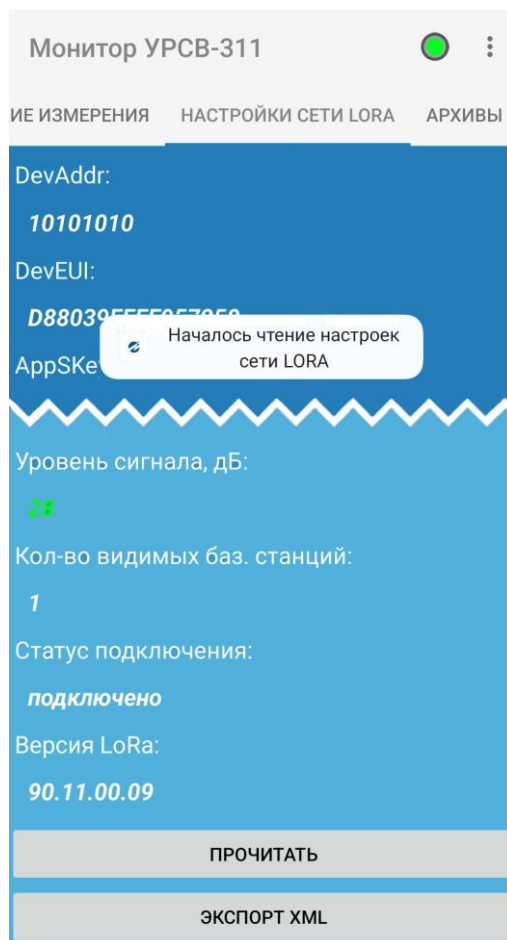 Монитор УРСВ-311
ИЕ ИЗМЕРЕНИЯ НАСТРОЙКИ СЕТИ LORA АРХИВЫ
DevAddr:
10101010
DevEUI:
Началось чтение настроек
сети LORA
Уровень сигнала, дБ:
Кол-во видимых баз. станций:
1
Статус подключения:
подключено
Версия LoRa:
90.11.00.09
ПРОЧИТАТЬ
ЭКСПОРТ XML